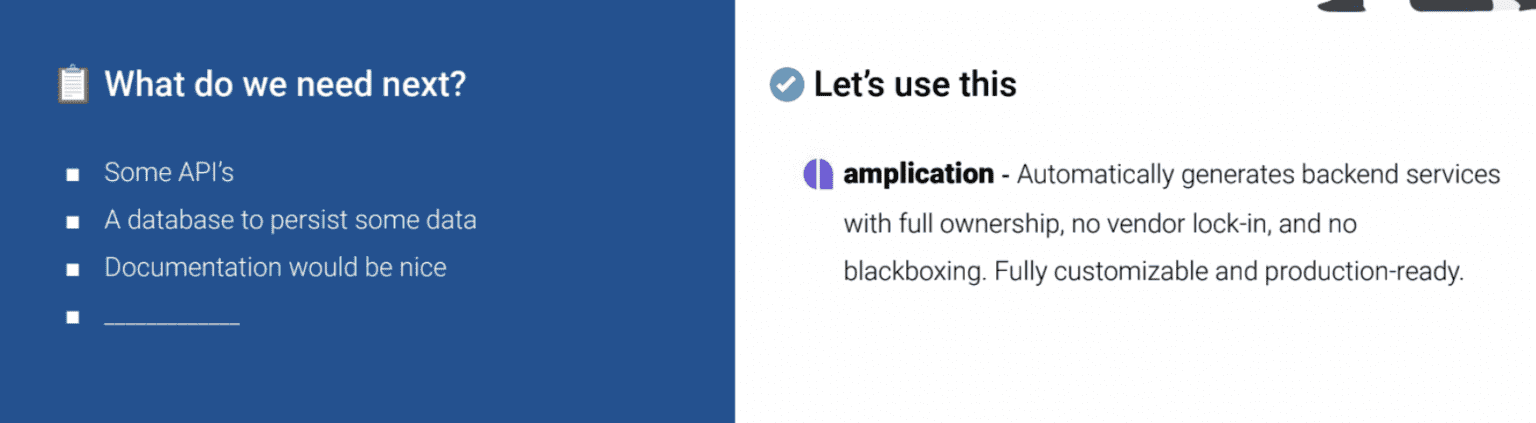 What do we need next?
Some API's
A database to persist some data
Documentation would be nice
_____________
Let's use this
amplication - Automatically generates backend services
with full ownership, no vendor lock-in, and no
blackboxing. Fully customizable and production-ready.